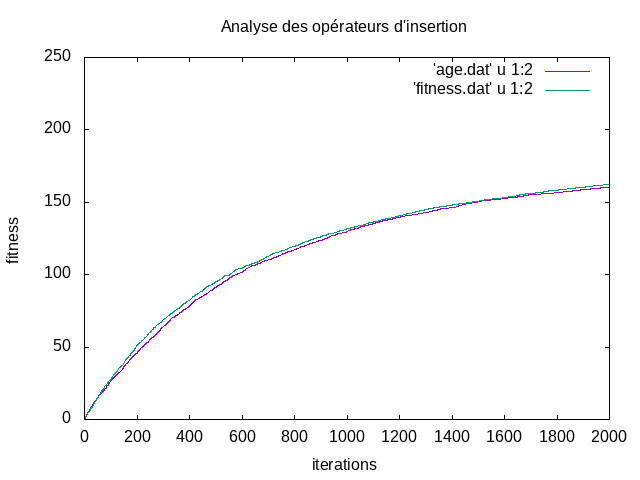 Analyse des opérateurs d'insertion
250
200
150
100
50
0
fitness
'age.dat' u 1:2
'fitness.dat' u 1:2
0 200 400 600 800 1000 1200 1400 1600 1800 2000
iterations